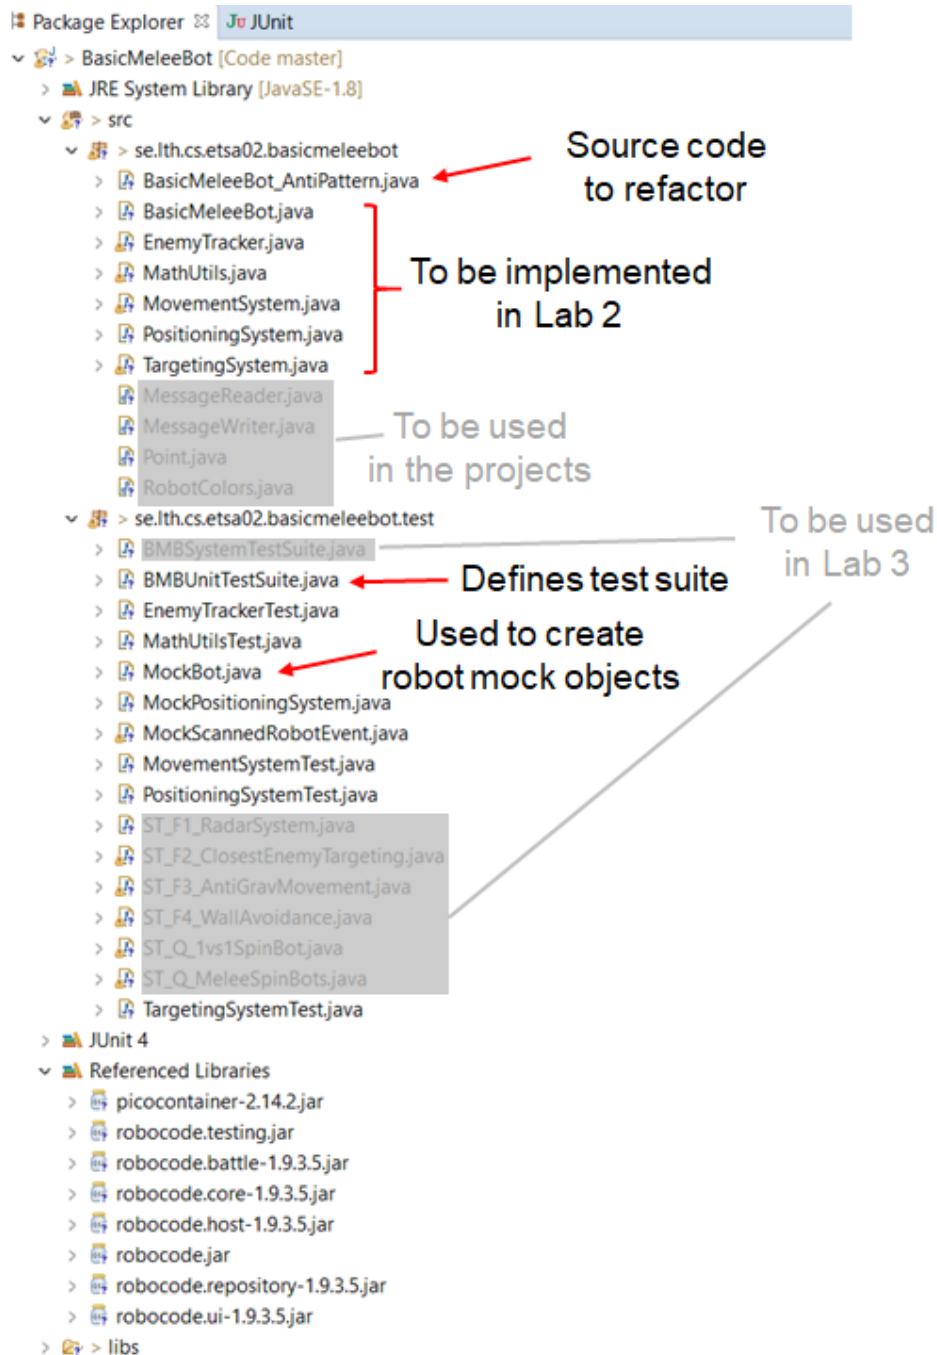 Package Explorer JUnit
> BasicMeleeBot [Code master]
JRE System Library [JavaSE-1.8]
> src
> se.lth.cs.etsa02.basicmeleebot
BasicMeleeBot_AntiPattern.java
Source code
to refactor
BasicMeleeBot.java
EnemyTracker.java
MathUtils.java
MovementSystem.java
PositioningSystem.java
TargetingSystem.java
To be implemented
in Lab 2
MessageReader.java
MessageWriter.java
Point.java
RobotColors.java
To be used
in the projects
> se.lth.cs.etsa02.basicmeleebot.test
BMBSystemTestSuite.java
To be used
in Lab 3
BMBUnitTestSuite.java
Defines test suite
EnemyTrackerTest.java
MathUtilsTest.java
MockBot.java
Used to create
robot mock objects
MockPositioningSystem.java
MockScannedRobotEvent.java
MovementSystemTest.java
PositioningSystemTest.java
ST_F1_RadarSystem.java
ST_F2_ClosestEnemyTargeting.java
ST_F3_AntiGravMovement.java
ST_F4_WallAvoidance.java
ST_Q_1vs1SpinBot.java
ST_Q_MeleeSpinBots.java
TargetingSystemTest.java
JUnit 4
Referenced Libraries
picocontainer-2.14.2.jar
robocode.testing.jar
robocode.battle-1.9.3.5.jar
robocode.core-1.9.3.5.jar
robocode.host-1.9.3.5.jar
robocode.jar
robocode.repository-1.9.3.5.jar
robocode.ui-1.9.3.5.jar
> libs